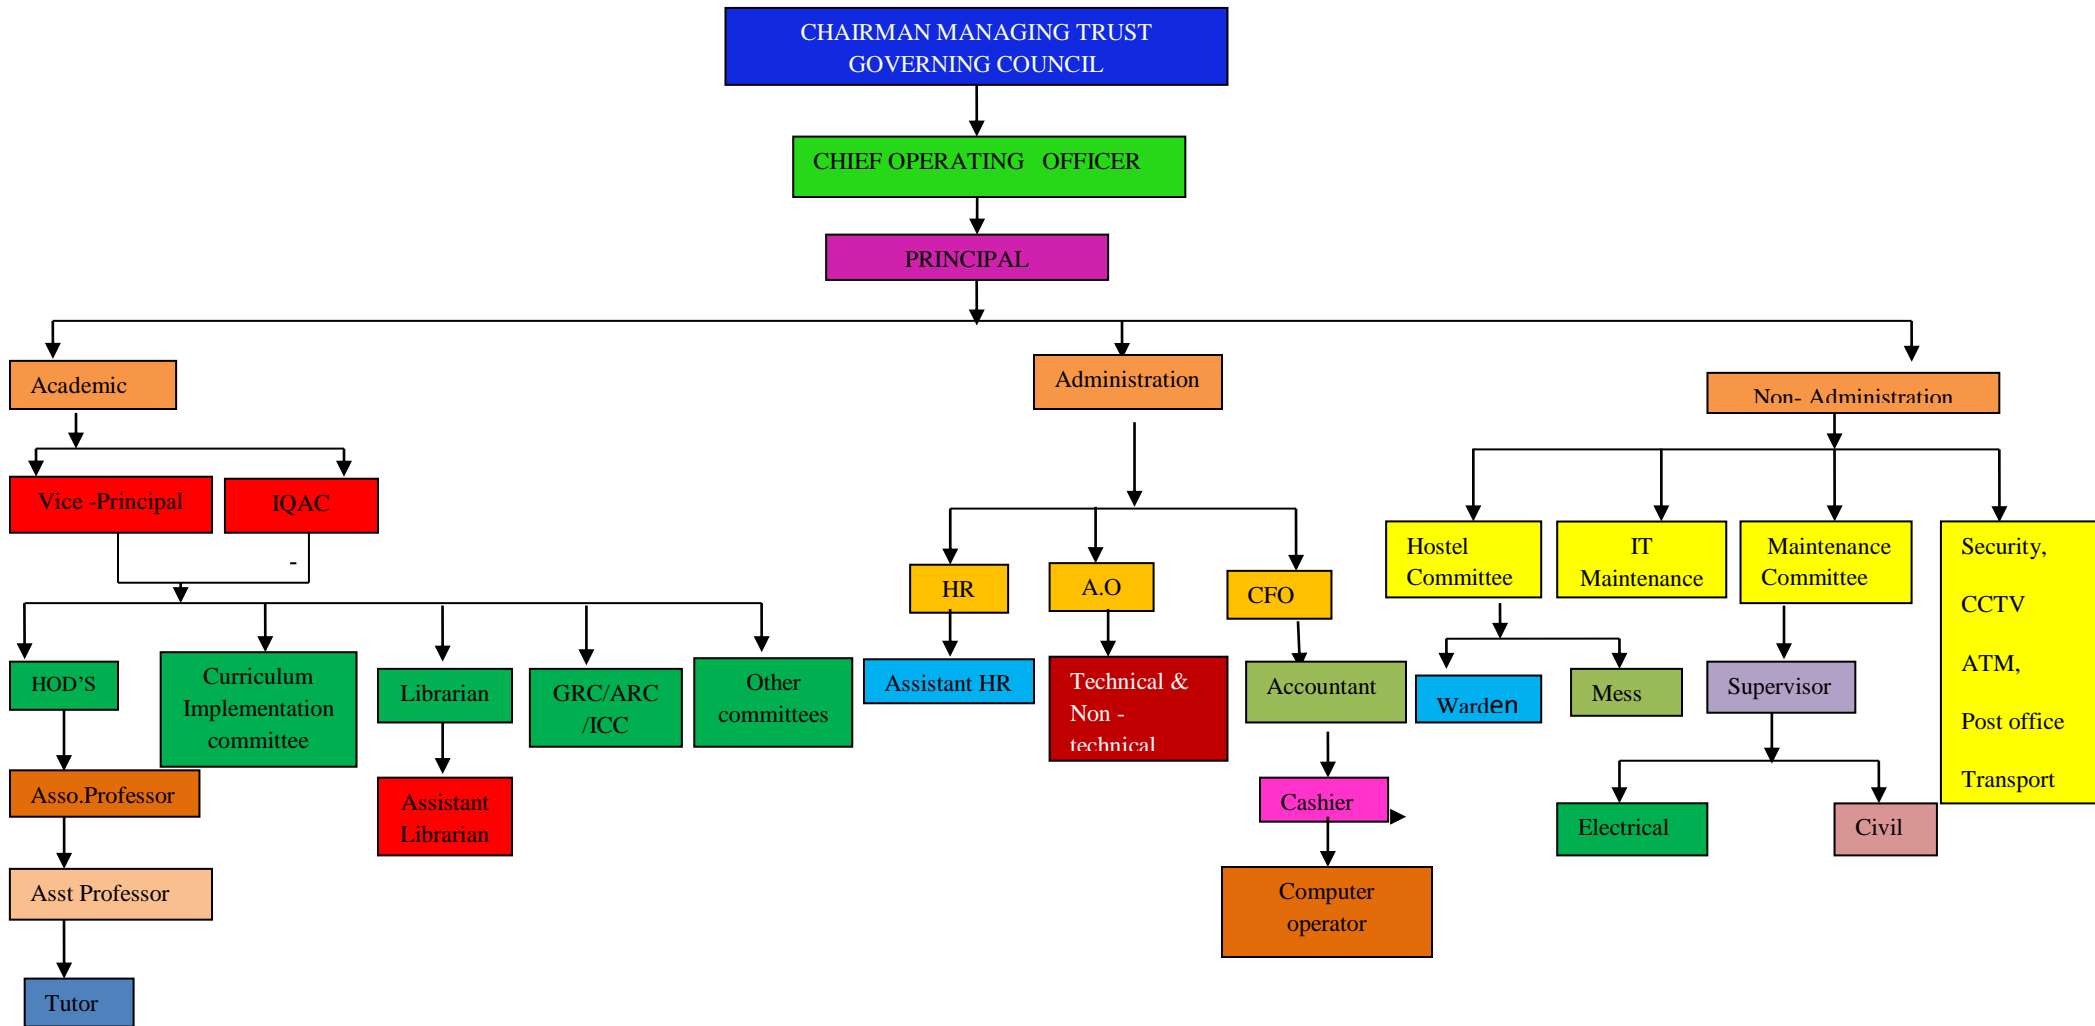 CHAIRMAN MANAGING TRUST
GOVERNING COUNCIL
CHIEF OPERATING OFFICER
PRINCIPAL
Academic
Administration
Non- Administration
Vice -Principal
IQAC
-
HR
A.O
CFO
Hostel
Committee
IT
Maintenance
Maintenance
Committee
Security,
CCTV
ATM,
Post office
Transport
HOD'S
Curriculum
Implementation
committee
Librarian
GRC/ARC
/ICC
Other
committees
Assistant HR
Technical &
Non -
technical
Accountant
Warden
Mess
Supervisor
Asso.Professor
Assistant
Librarian
Cashier
Electrical
Civil
Asst Professor
Computer
operator
Tutor